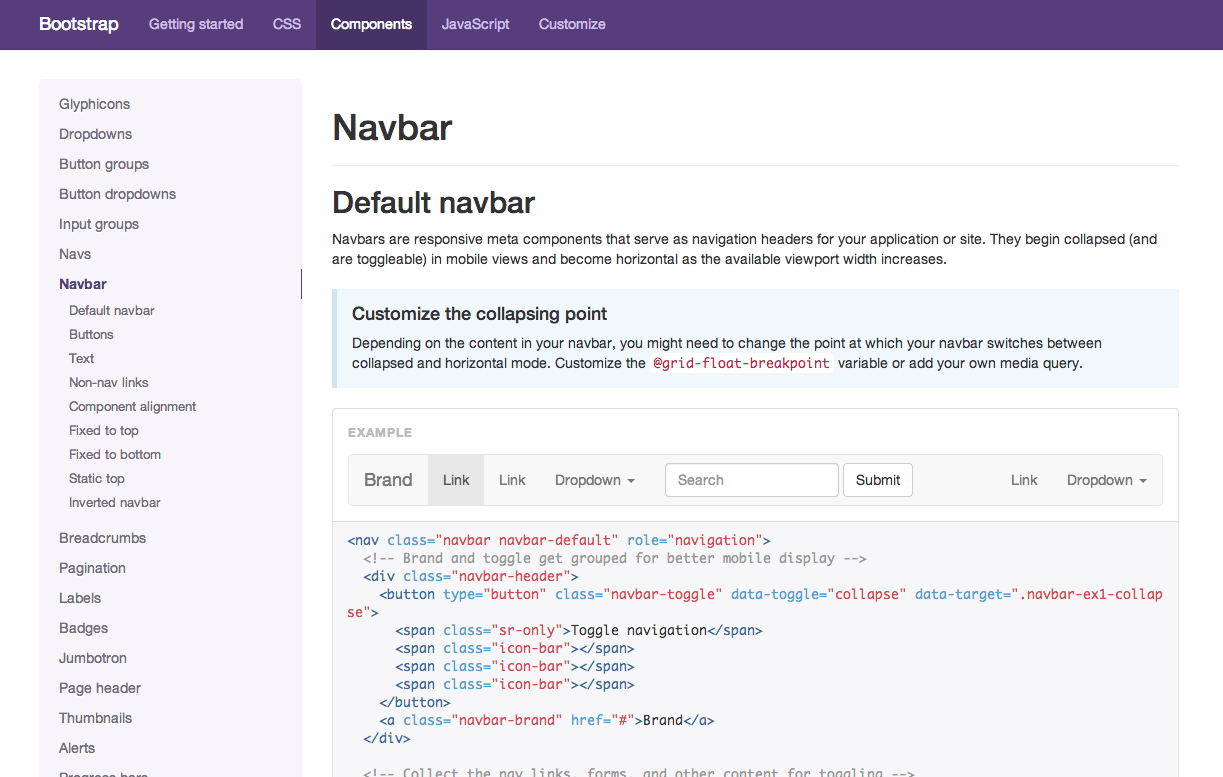 Bootstrap Getting started CSS Components JavaScript Customize
Glyphicons
Dropdowns
Button groups
Button dropdowns
Input groups
Navs
Navbar
Default navbar
Buttons
Text
Non-nav links
Component alignment
Fixed to top
Fixed to bottom
Static top
Inverted navbar
Breadcrumbs
Pagination
Labels
Badges
Jumbotron
Page header
Thumbnails
Alerts
Progress bars
Navbar
Default navbar
Navbars are responsive meta components that serve as navigation headers for your application or site. They begin collapsed (and
are toggleable) in mobile views and become horizontal as the available viewport width increases.
Customize the collapsing point
Depending on the content in your navbar, you might need to change the point at which your navbar switches between
collapsed and horizontal mode. Customize the @grid-float-breakpoint variable or add your own media query.
EXAMPLE
Brand Link Link Dropdown Search Submit Link Dropdown
<nav class="navbar navbar-default" role="navigation">
  <!-- Brand and toggle get grouped for better mobile display -->
  <div class="navbar-header">
    <button type="button" class="navbar-toggle" data-toggle="collapse" data-target=".navbar-ex1-collap
se">
      <span class="sr-only">Toggle navigation</span>
      <span class="icon-bar"></span>
      <span class="icon-bar"></span>
      <span class="icon-bar"></span>
    </button>
    <a class="navbar-brand" href="#">Brand</a>
  </div>
  <!-- Collect the nav links, forms, and other content for toggling -->